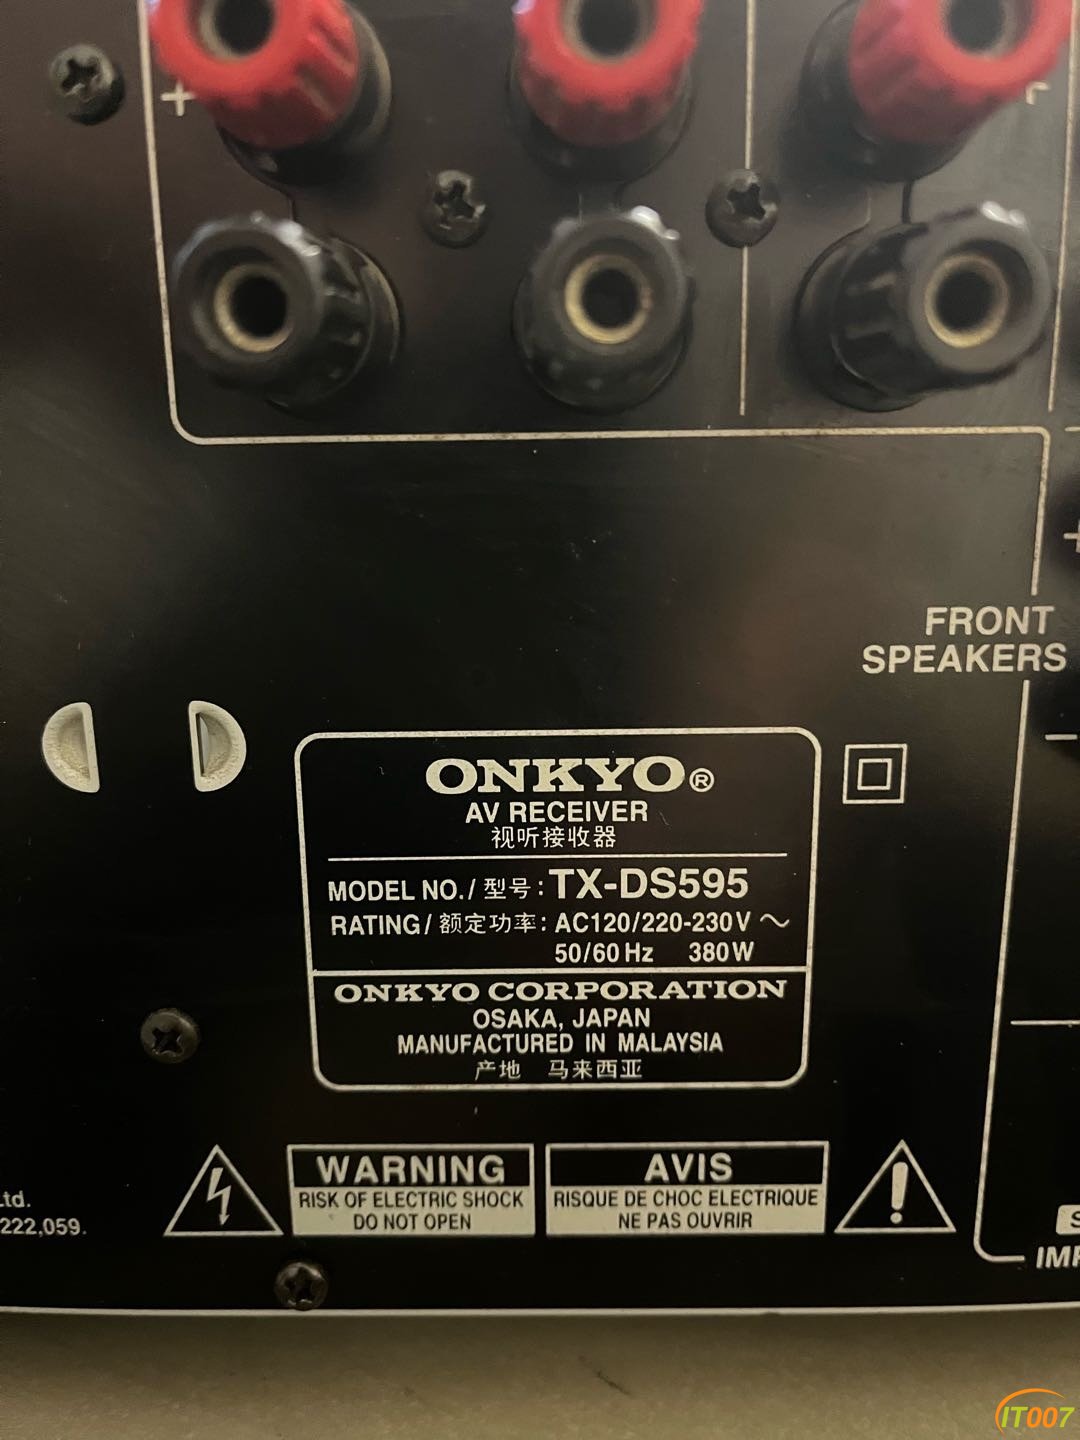 +
FRONT
SPEAKERS
+
−
ONKYO®
AV RECEIVER
视听接收器
MODEL NO./型号:TX-DS595
RATING/额定功率: AC120/220-230V ~
50/60 Hz 380W
ONKYO CORPORATION
OSAKA, JAPAN
MANUFACTURED IN MALAYSIA
产地 马来西亚
WARNING
RISK OF ELECTRIC SHOCK
DO NOT OPEN
AVIS
RISQUE DE CHOC ELECTRIQUE
NE PAS OUVRIR
Ltd.
222,059.
IT007